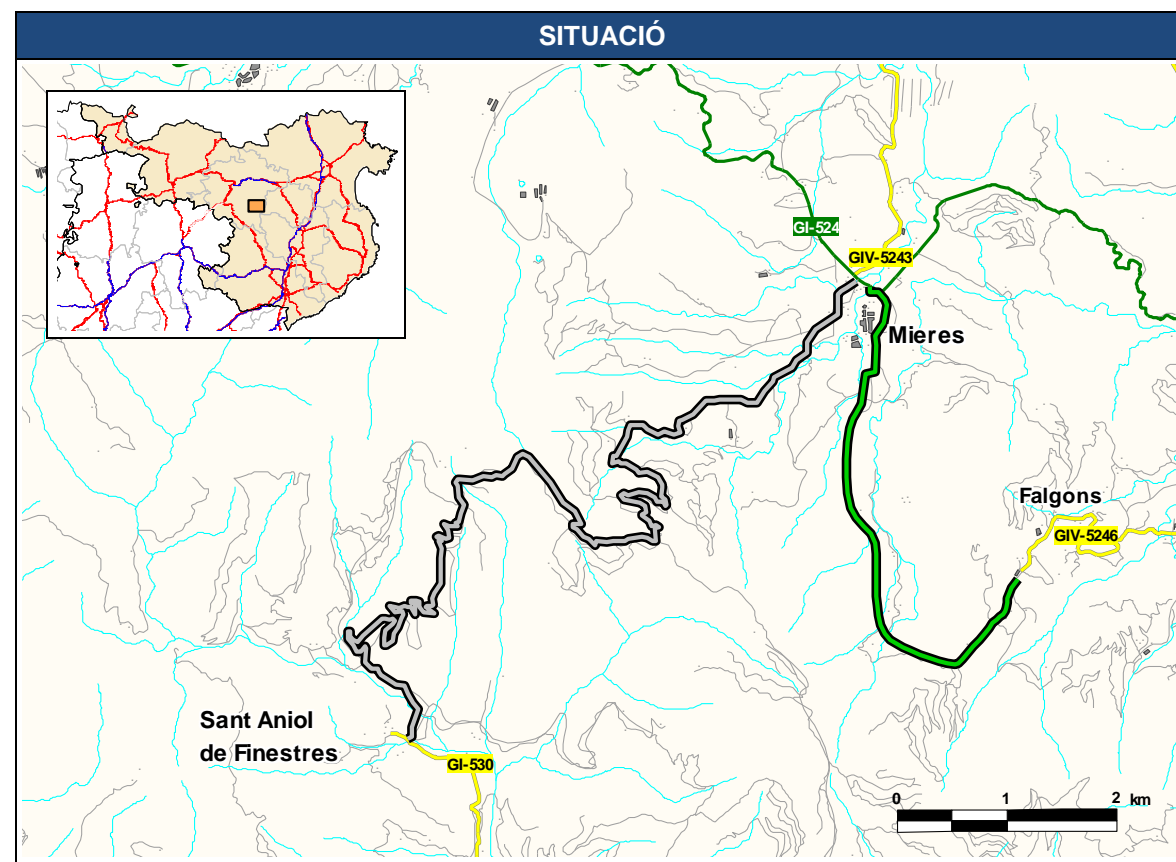 SITUACIÓ
GI-524
GIV-5243
Mieres
Falgons
GIV-5246
Sant Aniol
de Finestres
GI-530
0 1 2 km